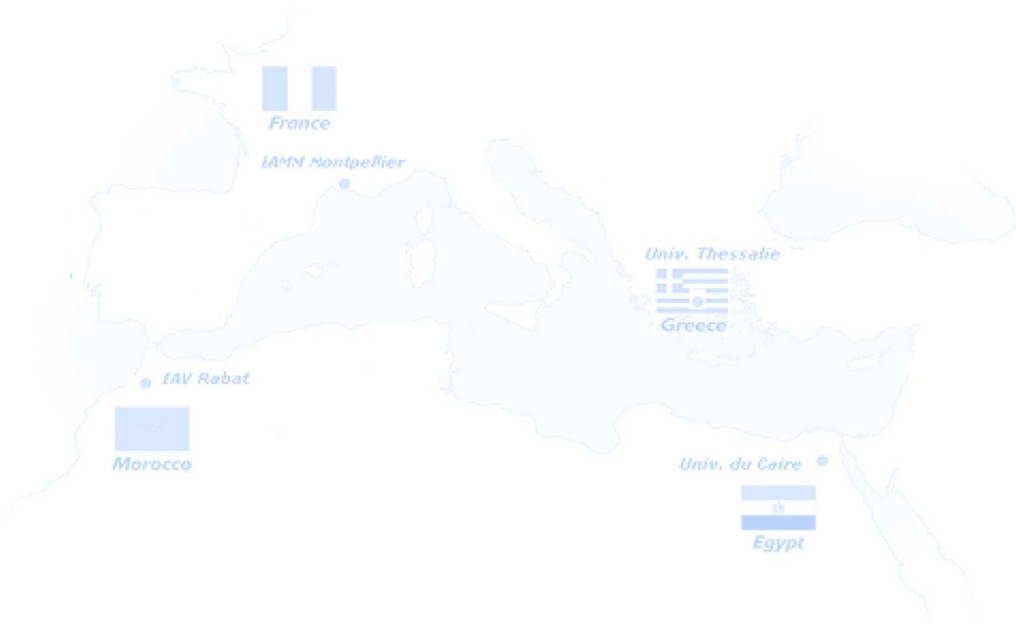 France
IAMM Montpellier
Univ. Thessalie
Greece
IAV Rabat
Morocco
Univ. du Caire
Egypt